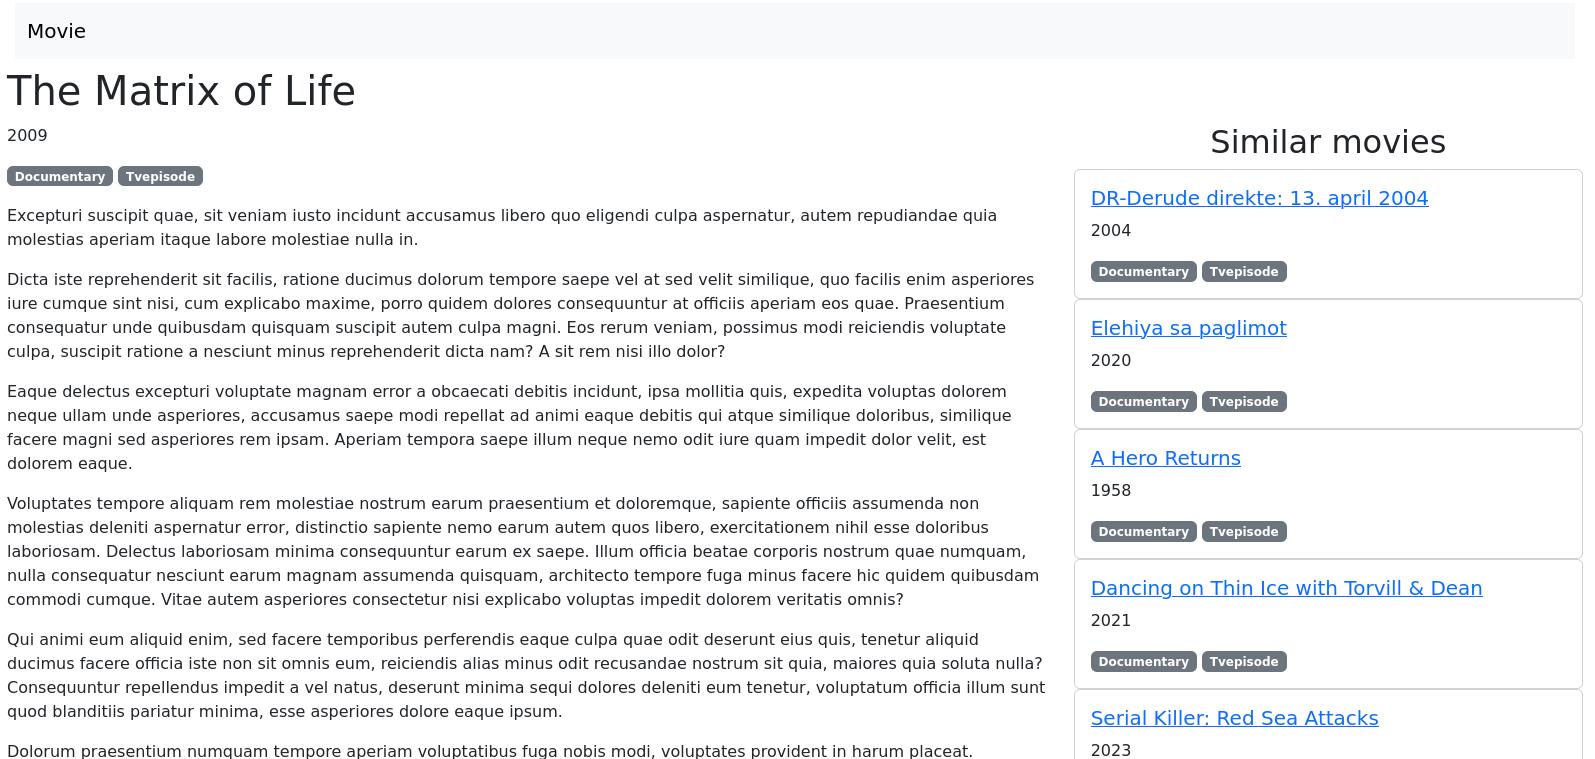 Movie
The Matrix of Life
2009
Documentary Tvepisode
Excepturi suscipit quae, sit veniam iusto incidunt accusamus libero quo eligendi culpa aspernatur, autem repudiandae quia
molestias aperiam itaque labore molestiae nulla in.
Dicta iste reprehenderit sit facilis, ratione ducimus dolorum tempore saepe vel at sed velit similique, quo facilis enim asperiores
iure cumque sint nisi, cum explicabo maxime, porro quidem dolores consequuntur at officiis aperiam eos quae. Praesentium
consequatur unde quibusdam quisquam suscipit autem culpa magni. Eos rerum veniam, possimus modi reiciendis voluptate
culpa, suscipit ratione a nesciunt minus reprehenderit dicta nam? A sit rem nisi illo dolor?
Eaque delectus excepturi voluptate magnam error a obcaecati debitis incidunt, ipsa mollitia quis, expedita voluptas dolorem
neque ullam unde asperiores, accusamus saepe modi repellat ad animi eaque debitis qui atque similique doloribus, similique
facere magni sed asperiores rem ipsam. Aperiam tempora saepe illum neque nemo odit iure quam impedit dolor velit, est
dolorem eaque.
Voluptates tempore aliquam rem molestiae nostrum earum praesentium et doloremque, sapiente officiis assumenda non
molestias deleniti aspernatur error, distinctio sapiente nemo earum autem quos libero, exercitationem nihil esse doloribus
laboriosam. Delectus laboriosam minima consequuntur earum ex saepe. Illum officia beatae corporis nostrum quae numquam,
nulla consequatur nesciunt earum magnam assumenda quisquam, architecto tempore fuga minus facere hic quidem quibusdam
commodi cumque. Vitae autem asperiores consectetur nisi explicabo voluptas impedit dolorem veritatis omnis?
Qui animi eum aliquid enim, sed facere temporibus perferendis eaque culpa quae odit deserunt eius quis, tenetur aliquid
ducimus facere officia iste non sit omnis eum, reiciendis alias minus odit recusandae nostrum sit quia, maiores quia soluta nulla?
Consequuntur repellendus impedit a vel natus, deserunt minima sequi dolores deleniti eum tenetur, voluptatum officia illum sunt
quod blanditiis pariatur minima, esse asperiores dolore eaque ipsum.
Dolorum praesentium numquam tempore aperiam voluptatibus fuga nobis modi, voluptates provident in harum placeat.
Similar movies
DR-Derude direkte: 13. april 2004
2004
Documentary Tvepisode
Elehiya sa paglimot
2020
Documentary Tvepisode
A Hero Returns
1958
Documentary Tvepisode
Dancing on Thin Ice with Torvill & Dean
2021
Documentary Tvepisode
Serial Killer: Red Sea Attacks
2023